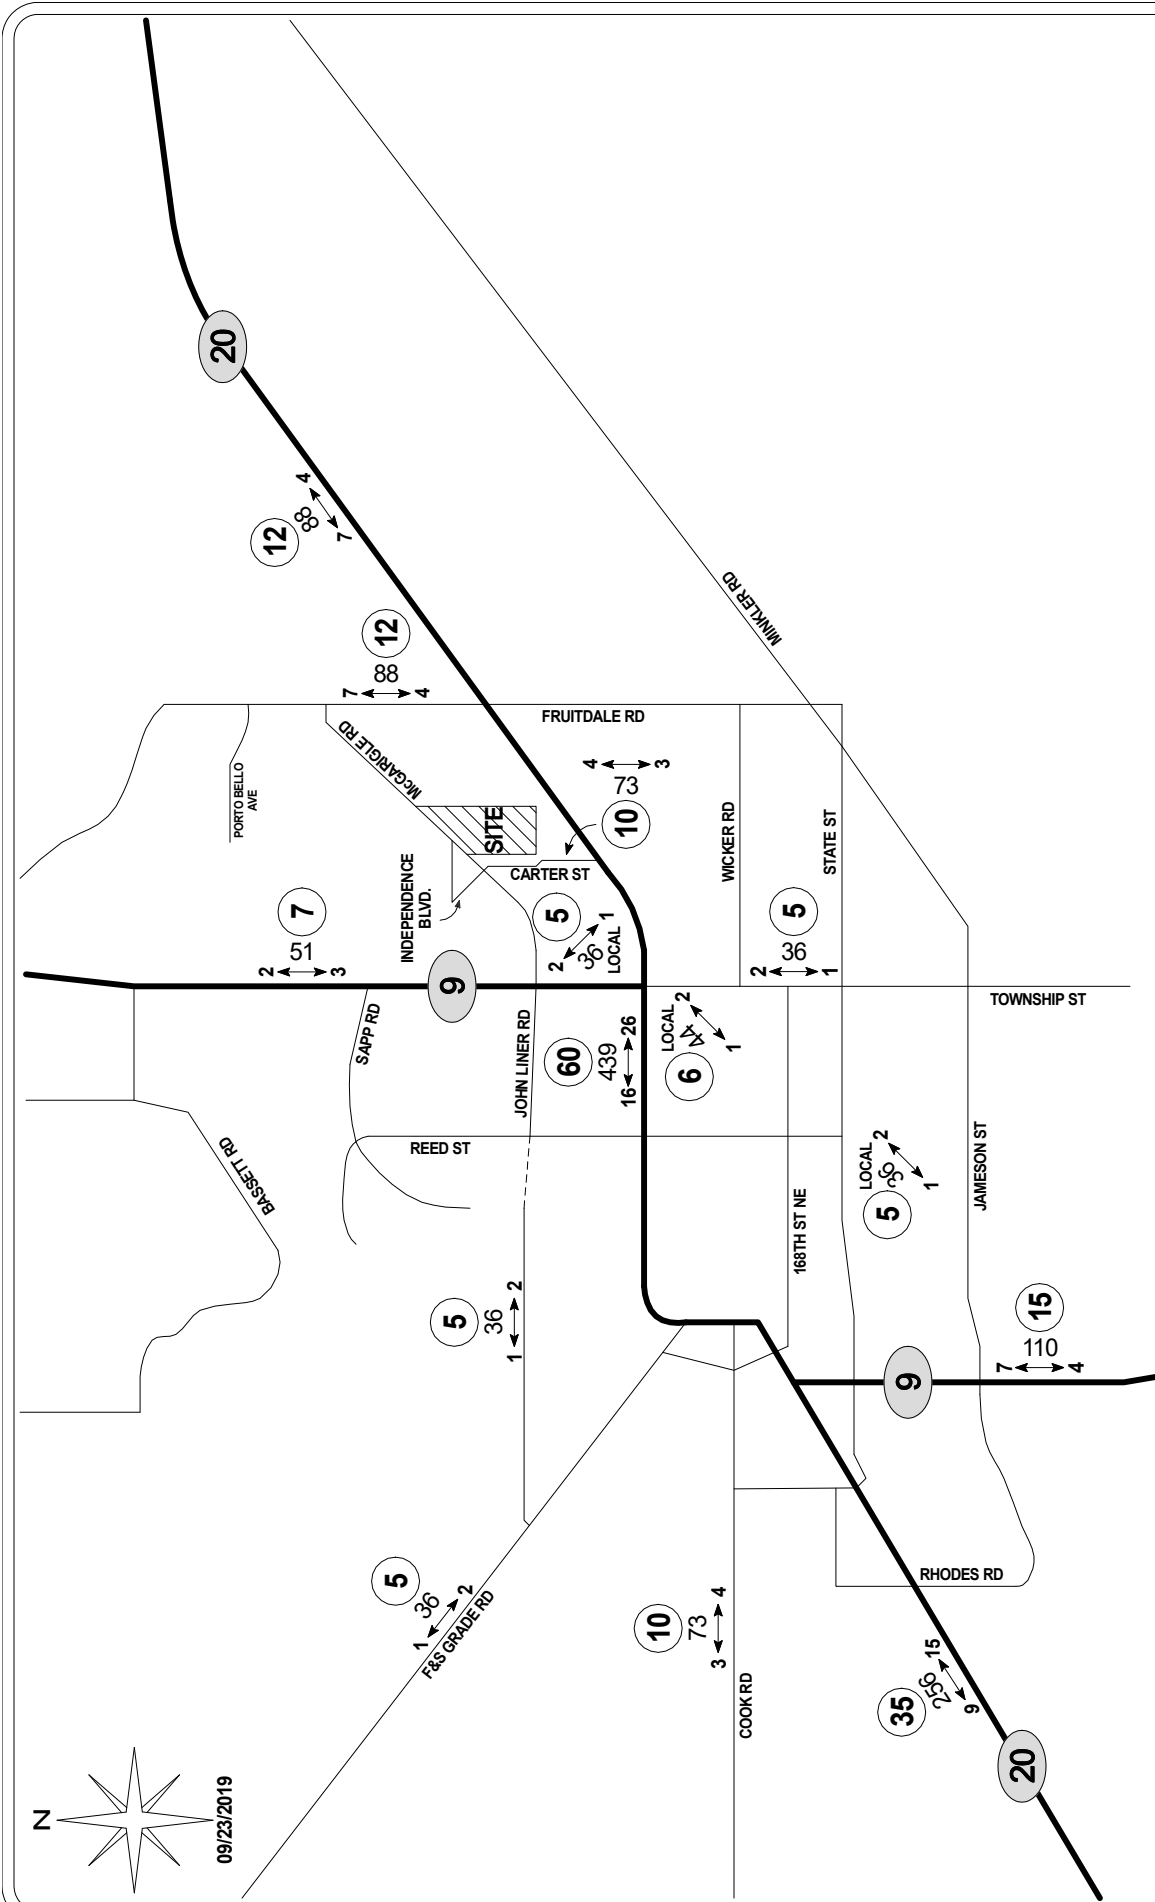 20
4
88
7
12
12
88
7
4
MINKLER RD
FRUITDALE RD
McGARIGLE RD
PORTO BELLO
AVE
SITE
4
73
3
10
WICKER RD
STATE ST
CARTER ST
INDEPENDENCE
BLVD.
7
51
2
3
5
36
2
1
LOCAL
5
36
2
1
9
TOWNSHIP ST
SAPP RD
JOHN LINER RD
60
439
16
26
LOCAL
44
2
1
6
REED ST
BASSETT RD
168TH ST NE
LOCAL
36
2
1
5
JAMESON ST
5
36
1
2
15
110
7
4
9
5
36
1
2
F&S GRADE RD
RHODES RD
10
73
3
4
COOK RD
35
256
15
9
20
N
09/23/2019